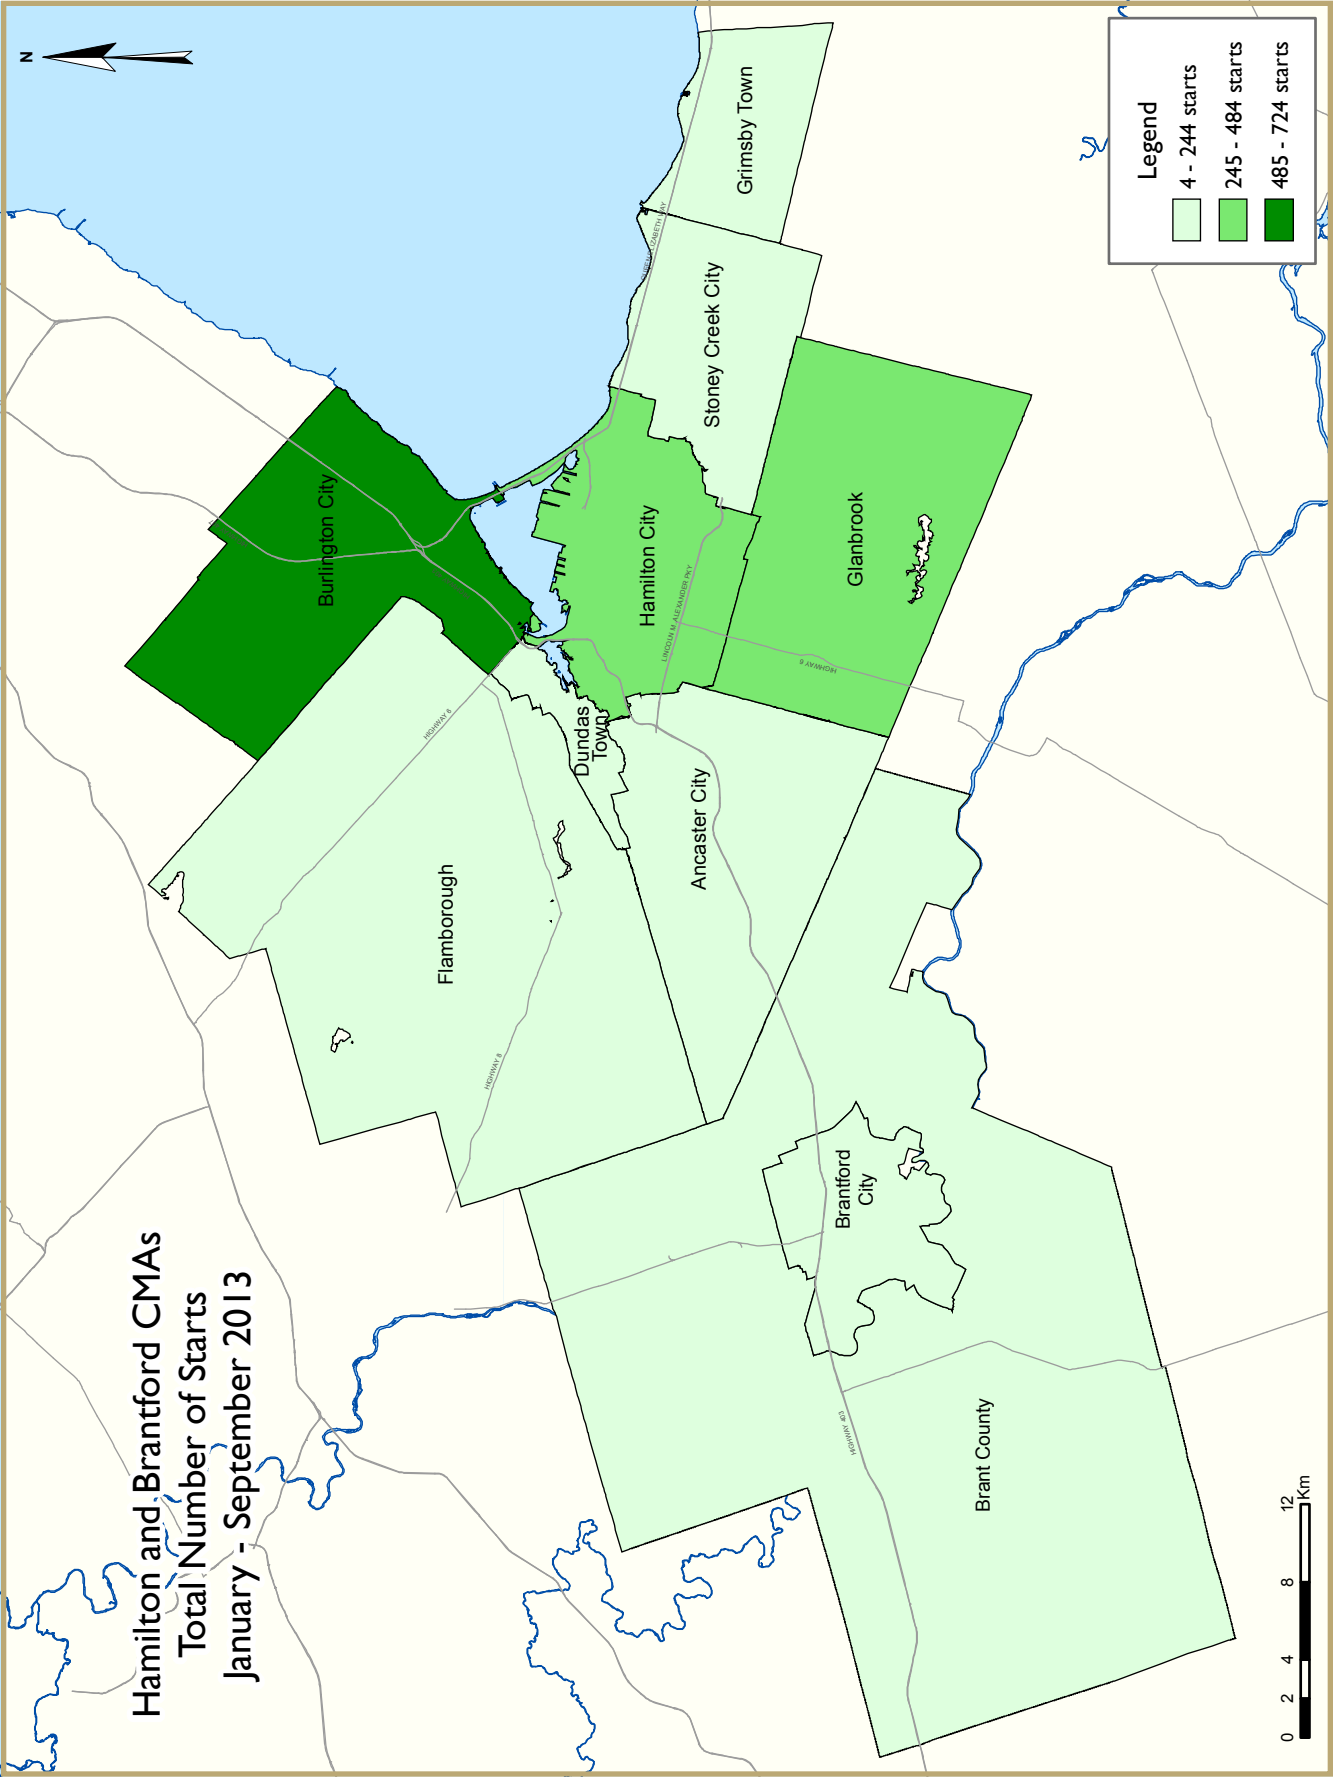 Hamilton and Brantford CMAs
Total Number of Starts
January - September 2013
N
Burlington City
Flamborough
HIGHWAY 6
HIGHWAY 8
Dundas
Town
Hamilton City
LINCOLN M. ALEXANDER PKY
QUEEN ELIZABETH WAY
Grimsby Town
Stoney Creek City
Glanbrook
HIGHWAY 6
Ancaster City
Brantford
City
HIGHWAY 403
Brant County
Legend
4 - 244 starts
245 - 484 starts
485 - 724 starts
0 2 4 8 12
Km